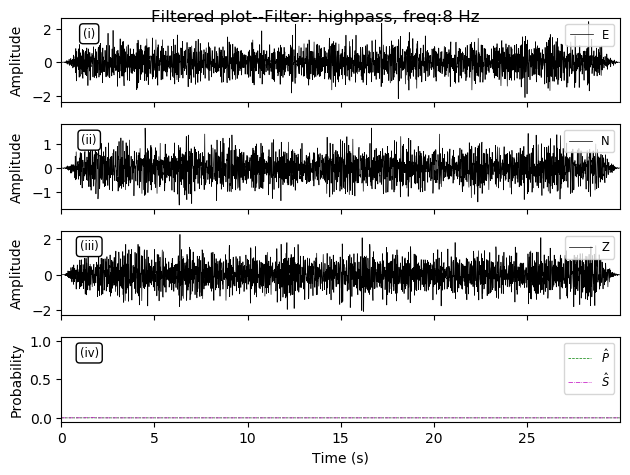 Filtered plot--Filter: highpass, freq:8 Hz
(i)
E
2
0
−2
Amplitude
(ii)
N
1
0
−1
Amplitude
(iii)
Z
2
0
−2
Amplitude
(iv)
P̂
Ŝ
1.0
0.5
0.0
Probability
0 5 10 15 20 25
Time (s)